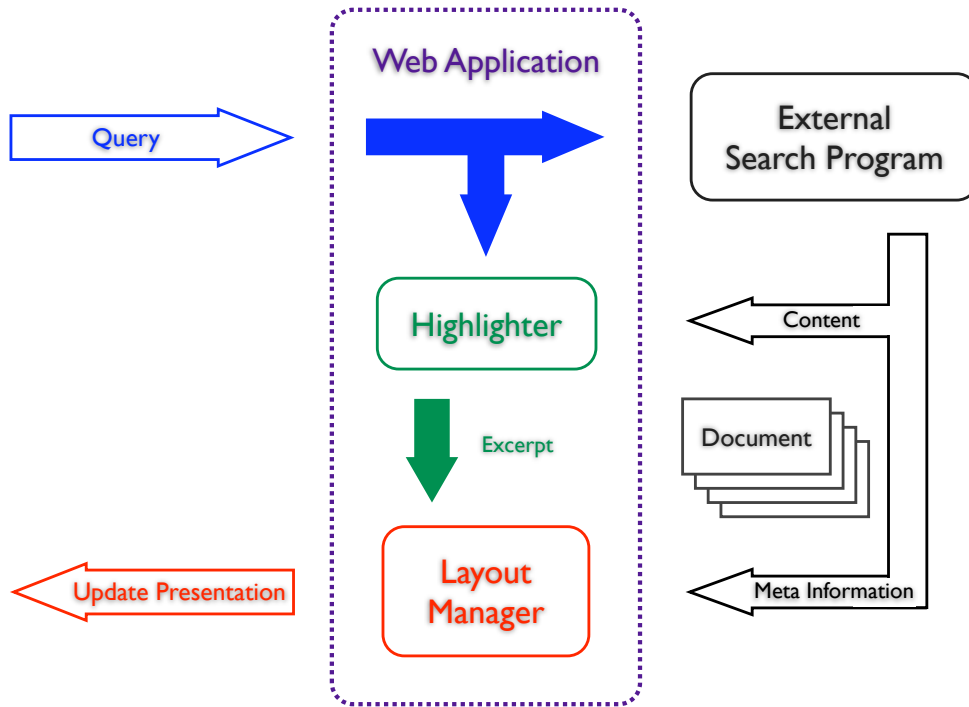 Web Application
Query
External
Search Program
Highlighter
Content
Excerpt
Document
Layout
Manager
Update Presentation
Meta Information